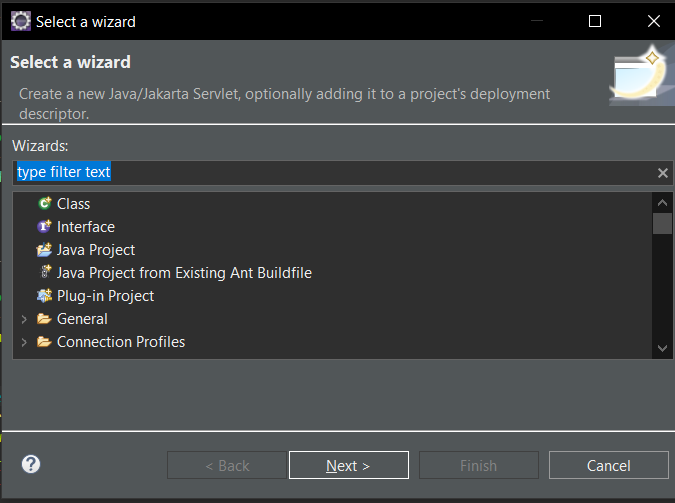 Select a wizard
Select a wizard
Create a new Java/Jakarta Servlet, optionally adding it to a project's deployment
descriptor.
Wizards:
type filter text
Class
Interface
Java Project
Java Project from Existing Ant Buildfile
Plug-in Project
General
Connection Profiles
< Back
Next >
Finish
Cancel